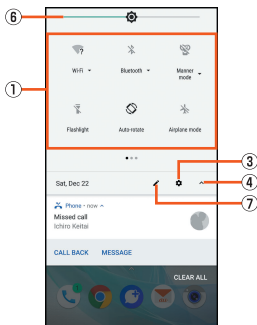 ⑥
①
Wi-Fi Bluetooth Manner mode
Flashlight Auto-rotate Airplane mode
③
Sat, Dec 22
④
⑦
Phone • now
Missed call
Ichiro Keitai
CALL BACK MESSAGE
CLEAR ALL